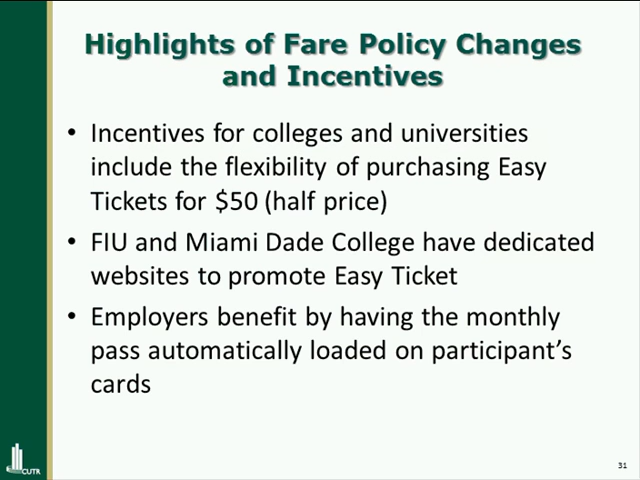 Highlights of Fare Policy Changes
and Incentives
• Incentives for colleges and universities
include the flexibility of purchasing Easy
Tickets for $50 (half price)
• FIU and Miami Dade College have dedicated
websites to promote Easy Ticket
• Employers benefit by having the monthly
pass automatically loaded on participant's
cards
CUTR
31